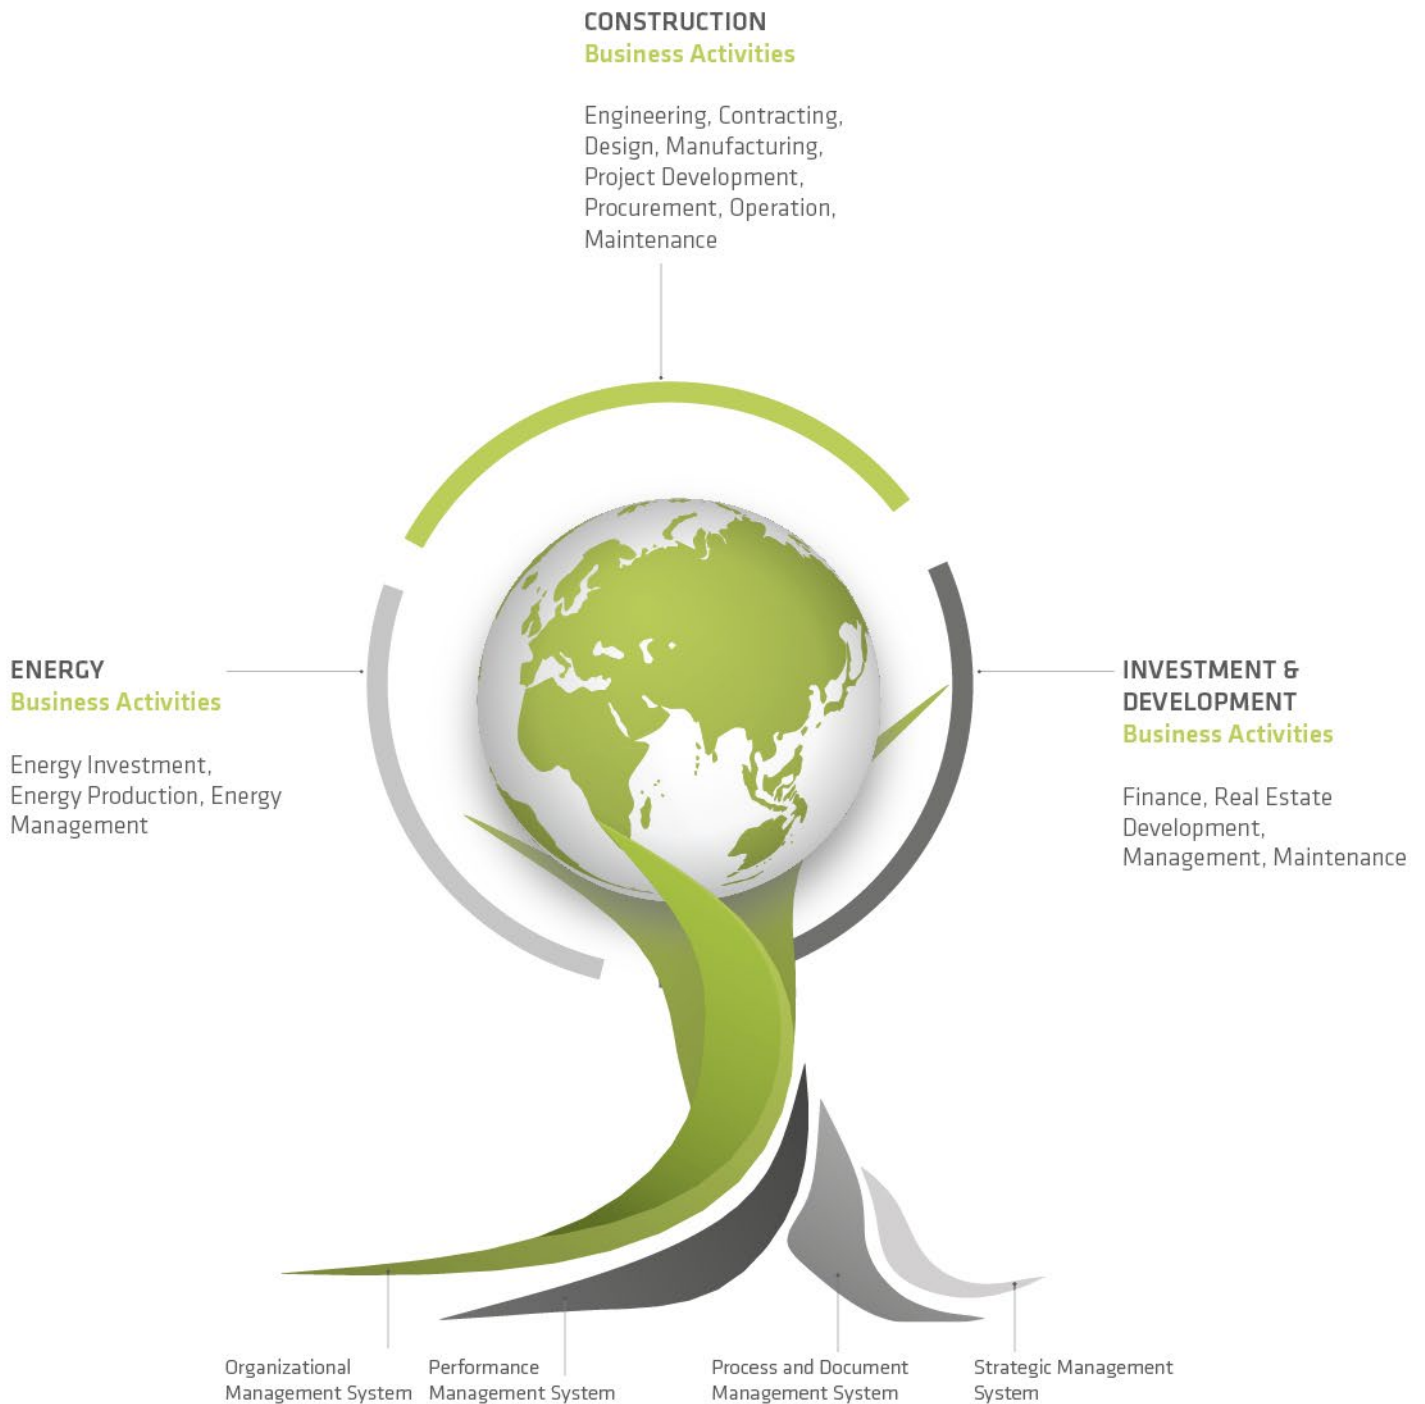 CONSTRUCTION
Business Activities
Engineering, Contracting,
Design, Manufacturing,
Project Development,
Procurement, Operation,
Maintenance
ENERGY
Business Activities
Energy Investment,
Energy Production, Energy
Management
INVESTMENT &
DEVELOPMENT
Business Activities
Finance, Real Estate
Development,
Management, Maintenance
Organizational
Management System
Performance
Management System
Process and Document
Management System
Strategic Management
System